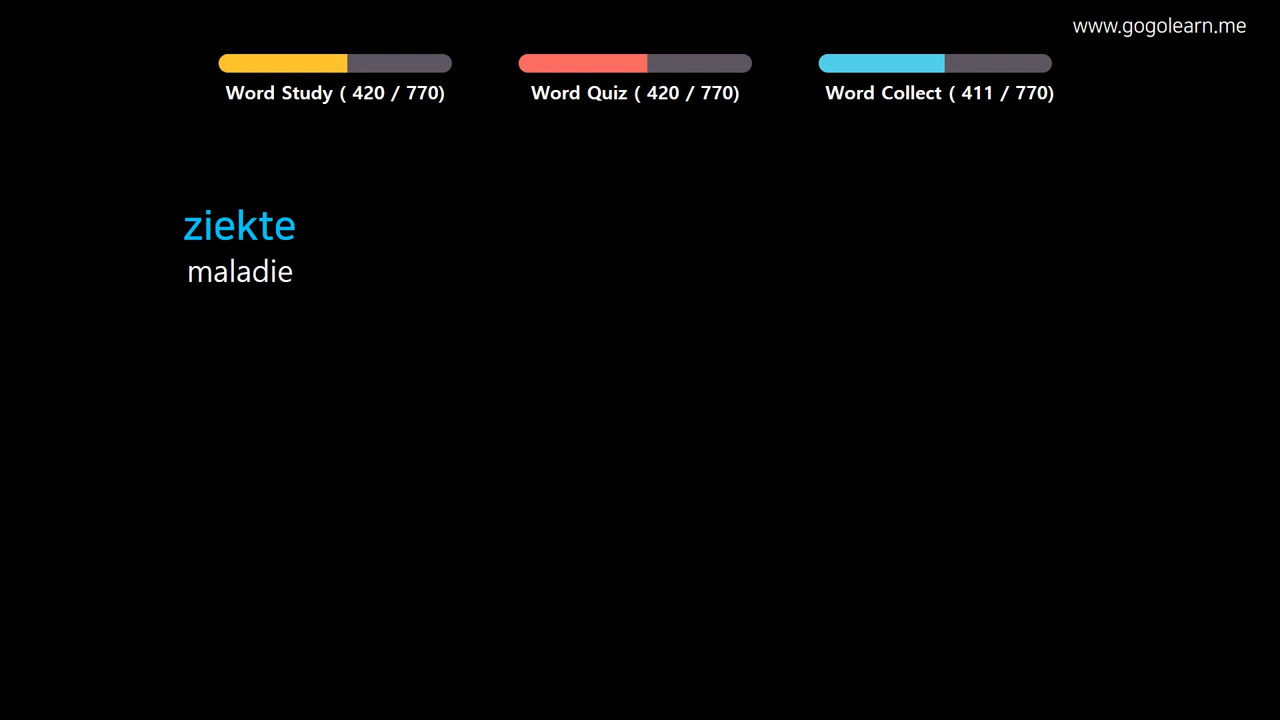 www.gogolearn.me
Word Study ( 420 / 770)
Word Quiz ( 420 / 770)
Word Collect ( 411 / 770)
ziekte
maladie